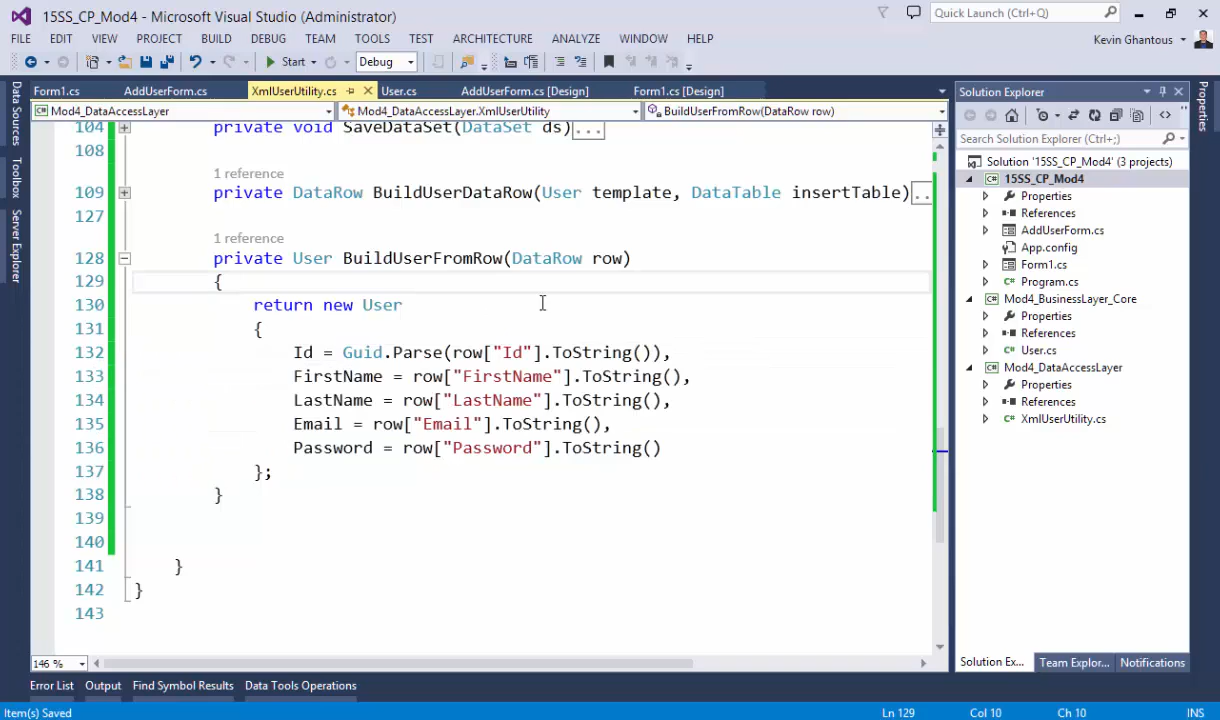 15SS_CP_Mod4 - Microsoft Visual Studio (Administrator)
Quick Launch (Ctrl+Q)
FILE EDIT VIEW PROJECT BUILD DEBUG TEAM TOOLS TEST ARCHITECTURE ANALYZE WINDOW HELP
Kevin Ghantous
Start Debug
Data Sources
Toolbox
Server Explorer
Form1.cs AddUserForm.cs XmlUserUtility.cs User.cs AddUserForm.cs [Design] Form1.cs [Design]
Mod4_DataAccessLayer Mod4_DataAccessLayer.XmlUserUtility BuildUserFromRow(DataRow row)
104 private void SaveDataSet(DataSet ds)...
108
1 reference
109 private DataRow BuildUserDataRow(User template, DataTable insertTable)..
127
1 reference
128 private User BuildUserFromRow(DataRow row)
129 {
130 return new User
131 {
132 Id = Guid.Parse(row["Id"].ToString()),
133 FirstName = row["FirstName"].ToString(),
134 LastName = row["LastName"].ToString(),
135 Email = row["Email"].ToString(),
136 Password = row["Password"].ToString()
137 };
138 }
139
140
141 }
142 }
143
146 %
Solution Explorer
Search Solution Explorer (Ctrl+;)
Solution '15SS_CP_Mod4' (3 projects)
15SS_CP_Mod4
Properties
References
AddUserForm.cs
App.config
Form1.cs
Program.cs
Mod4_BusinessLayer_Core
Properties
References
User.cs
Mod4_DataAccessLayer
Properties
References
XmlUserUtility.cs
Solution Ex... Team Explor... Notifications
Properties
Error List Output Find Symbol Results Data Tools Operations
Item(s) Saved Ln 129 Col 10 Ch 10 INS